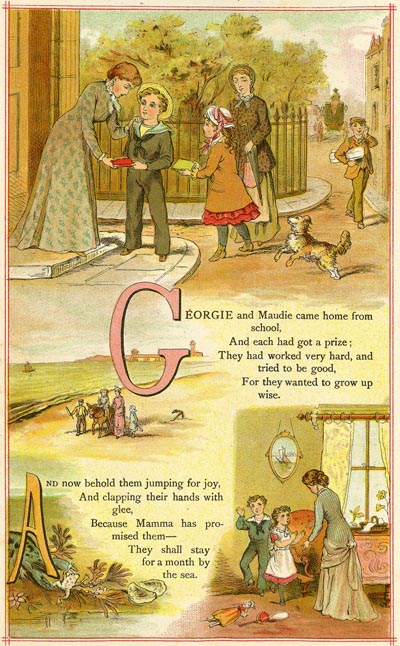 GÉORGIE and Maudie came home from
school,
And each had got a prize;
They had worked very hard, and
tried to be good,
For they wanted to grow up
wise.
AND now behold them jumping for joy,
And clapping their hands with
glee,
Because Mamma has pro-
mised them—
They shall stay
for a month by
the sea.